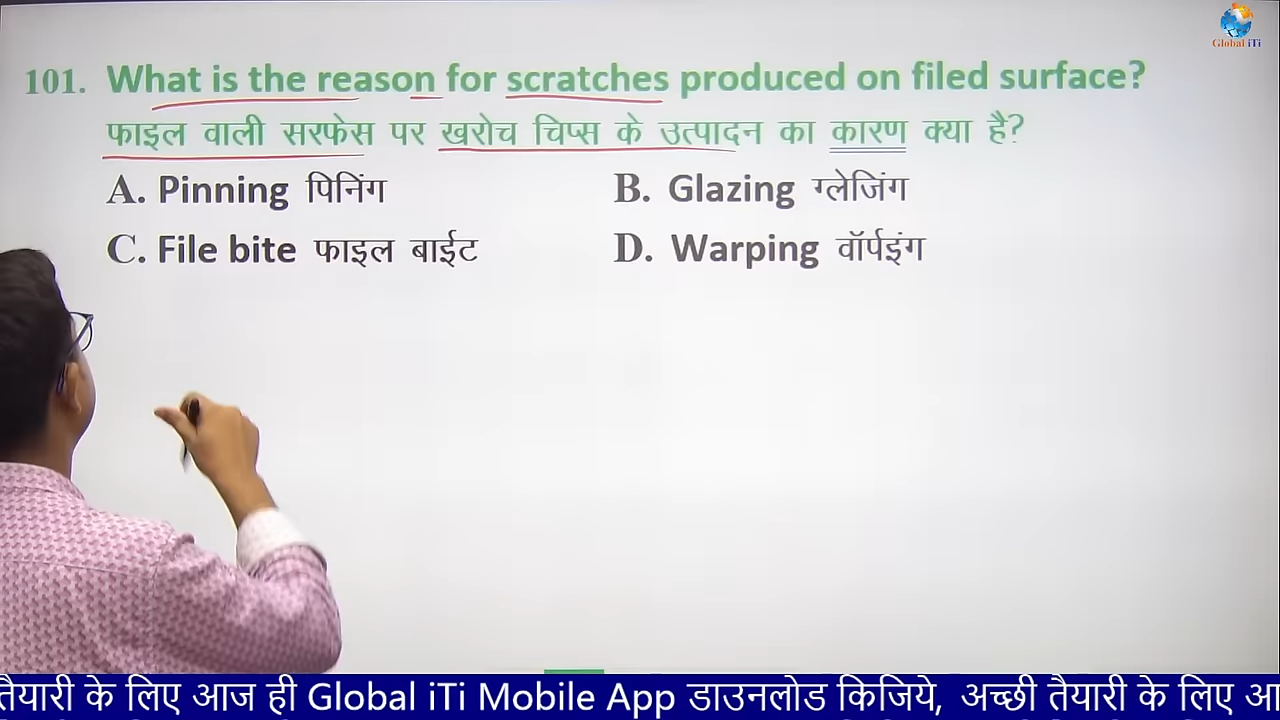 Global iTi
101. What is the reason for scratches produced on filed surface?
फाइल वाली सरफेस पर खरोच चिप्स के उत्पादन का कारण क्या है?
A. Pinning पिनिंग
B. Glazing ग्लेजिंग
C. File bite फाइल बाईट
D. Warping वॉर्पइंग
तैयारी के लिए आज ही Global iTi Mobile App डाउनलोड किजिये, अच्छी तैयारी के लिए आ